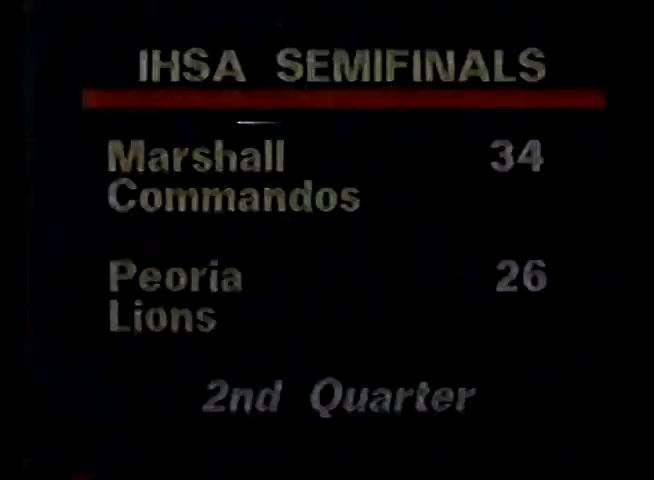 IHSA SEMIFINALS
Marshall 34
Commandos
Peoria 26
Lions
2nd Quarter